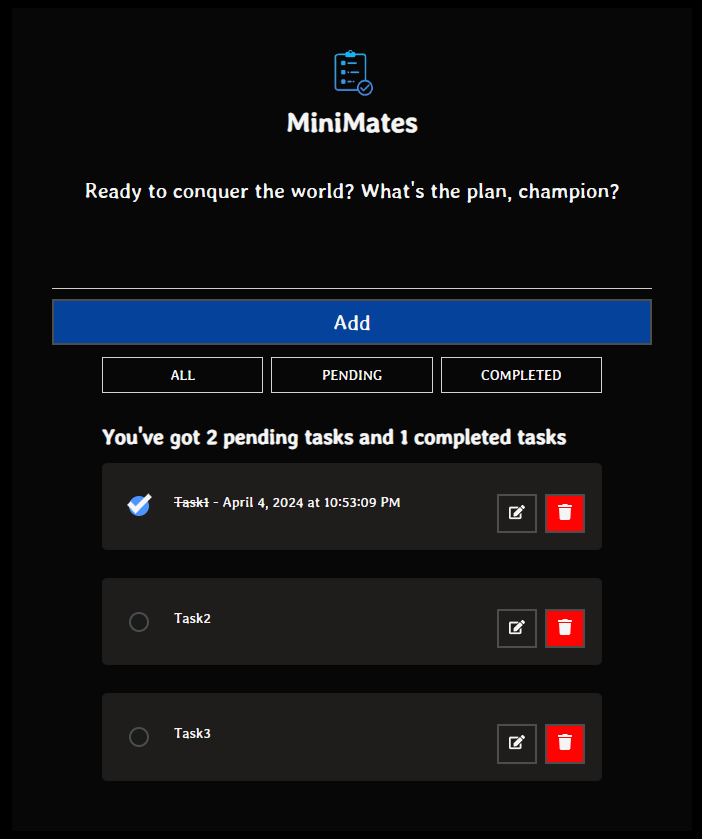 MiniMates
Ready to conquer the world? What's the plan, champion?
Add
ALL PENDING COMPLETED
You've got 2 pending tasks and 1 completed tasks
Task1 - April 4, 2024 at 10:53:09 PM
Task2
Task3